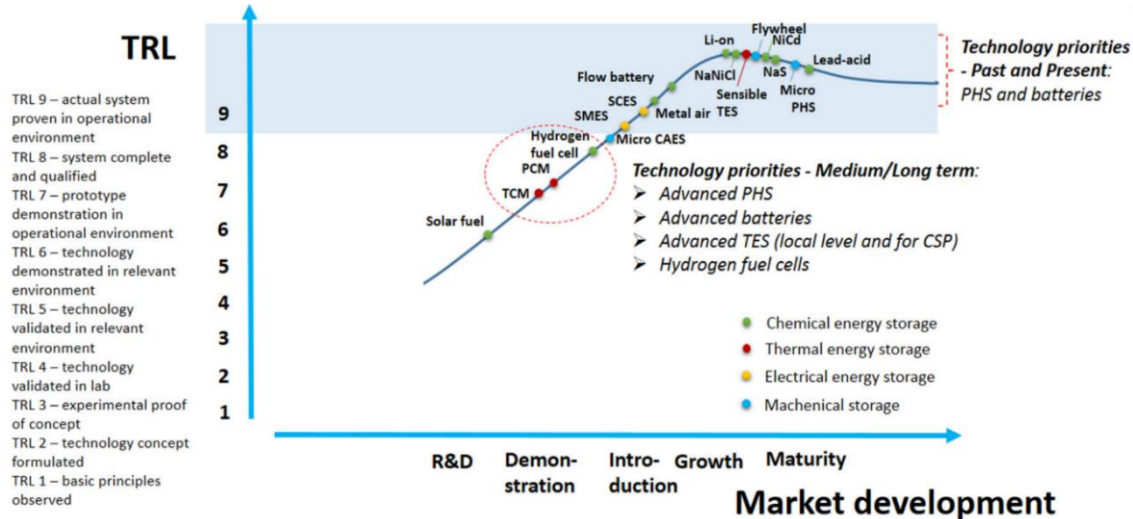 TRL
TRL 9 – actual system
proven in operational
environment
TRL 8 – system complete
and qualified
TRL 7 – prototype
demonstration in
operational environment
TRL 6 – technology
demonstrated in relevant
environment
TRL 5 – technology
validated in relevant
environment
TRL 4 – technology
validated in lab
TRL 3 – experimental proof
of concept
TRL 2 – technology concept
formulated
TRL 1 – basic principles
observed
9
8
7
6
5
4
3
2
1
Solar fuel
TCM
PCM
Hydrogen
fuel cell
Micro CAES
SMES
SCES
Metal air
Flow battery
Li-on
NaNiCl
Sensible
TES
Flywheel
NiCd
NaS
Micro
PHS
Lead-acid
Technology priorities
- Past and Present:
PHS and batteries
Technology priorities - Medium/Long term:
➢ Advanced PHS
➢ Advanced batteries
➢ Advanced TES (local level and for CSP)
➢ Hydrogen fuel cells
Chemical energy storage
Thermal energy storage
Electrical energy storage
Machenical storage
R&D
Demon-
stration
Intro-
duction
Growth
Maturity
Market development